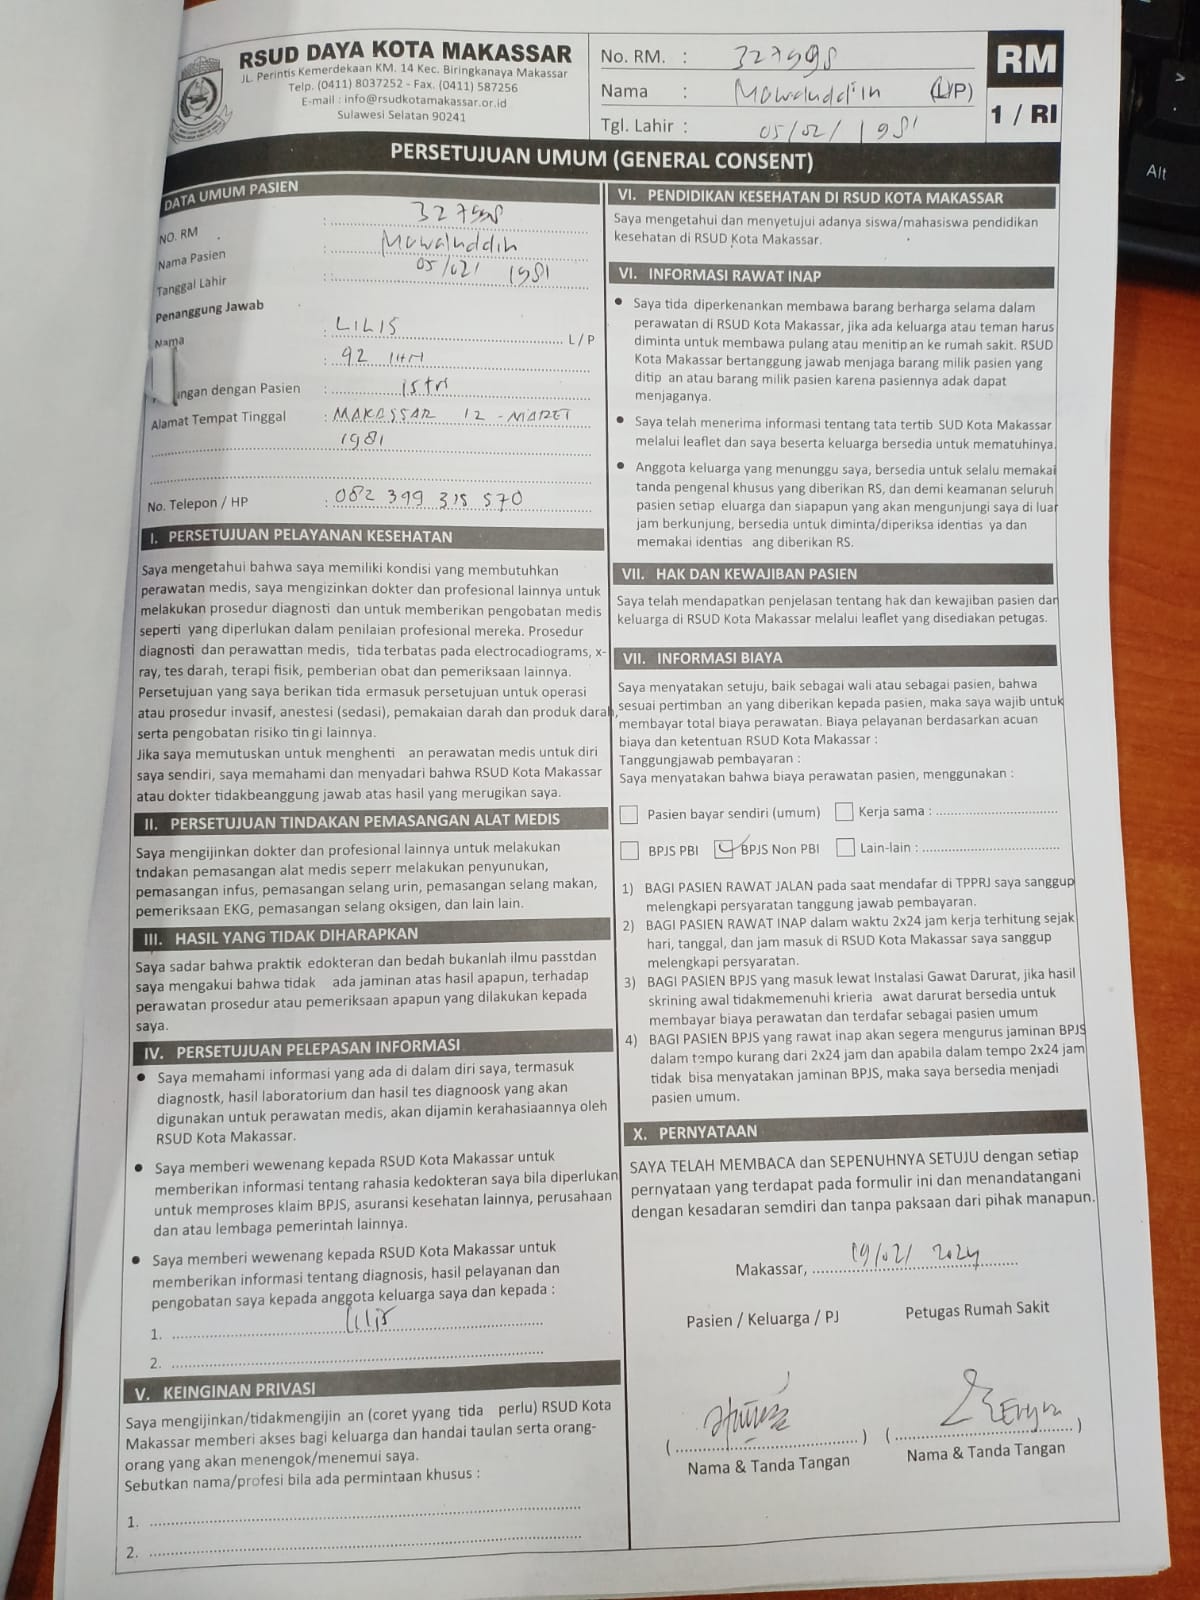 RSUD DAYA KOTA MAKASSAR
JL. Perintis Kemerdekaan KM. 14 Kec. Biringkanaya Makassar
Telp. (0411) 8037252 - Fax. (0411) 587256
E-mail : info@rsudkotamakassar.or.id
Sulawesi Selatan 90241
No. RM. : 327598
Nama : Mowaluddin (L/P)
Tgl. Lahir : 05/02/1981
RM
1 / RI
PERSETUJUAN UMUM (GENERAL CONSENT)
DATA UMUM PASIEN
NO. RM : 327598
Nama Pasien : Mowaluddin
Tanggal Lahir : 05/02/ 1981
Penanggung Jawab
Nama : LILIS L / P
: 42 tH
ungan dengan Pasien : istri
Alamat Tempat Tinggal : MAKASSAR 12 - MARET
1981
No. Telepon / HP : 082 399 315 570
I. PERSETUJUAN PELAYANAN KESEHATAN
Saya mengetahui bahwa saya memiliki kondisi yang membutuhkan
perawatan medis, saya mengizinkan dokter dan profesional lainnya untuk
melakukan prosedur diagnosti dan untuk memberikan pengobatan medis
seperti yang diperlukan dalam penilaian profesional mereka. Prosedur
diagnosti dan perawattan medis, tida terbatas pada electrocadiograms, x-
ray, tes darah, terapi fisik, pemberian obat dan pemeriksaan lainnya.
Persetujuan yang saya berikan tida ermasuk persetujuan untuk operasi
atau prosedur invasif, anestesi (sedasi), pemakaian darah dan produk darah,
serta pengobatan risiko tin gi lainnya.
Jika saya memutuskan untuk menghenti an perawatan medis untuk diri
saya sendiri, saya memahami dan menyadari bahwa RSUD Kota Makassar
atau dokter tidakbeanggung jawab atas hasil yang merugikan saya.
II. PERSETUJUAN TINDAKAN PEMASANGAN ALAT MEDIS
Saya mengijinkan dokter dan profesional lainnya untuk melakukan
tndakan pemasangan alat medis seperr melakukan penyunukan,
pemasangan infus, pemasangan selang urin, pemasangan selang makan,
pemeriksaan EKG, pemasangan selang oksigen, dan lain lain.
III. HASIL YANG TIDAK DIHARAPKAN
Saya sadar bahwa praktik edokteran dan bedah bukanlah ilmu passtdan
saya mengakui bahwa tidak ada jaminan atas hasil apapun, terhadap
perawatan prosedur atau pemeriksaan apapun yang dilakukan kepada
saya.
IV. PERSETUJUAN PELEPASAN INFORMASI
• Saya memahami informasi yang ada di dalam diri saya, termasuk
diagnostk, hasil laboratorium dan hasil tes diagnoosk yang akan
digunakan untuk perawatan medis, akan dijamin kerahasiaannya oleh
RSUD Kota Makassar.
• Saya memberi wewenang kepada RSUD Kota Makassar untuk
memberikan informasi tentang rahasia kedokteran saya bila diperlukan
untuk memproses klaim BPJS, asuransi kesehatan lainnya, perusahaan
dan atau lembaga pemerintah lainnya.
• Saya memberi wewenang kepada RSUD Kota Makassar untuk
memberikan informasi tentang diagnosis, hasil pelayanan dan
pengobatan saya kepada anggota keluarga saya dan kepada :
1. Lilis
2.
V. KEINGINAN PRIVASI
Saya mengijinkan/tidakmengijin an (coret yyang tida perlu) RSUD Kota
Makassar memberi akses bagi keluarga dan handai taulan serta orang-
orang yang akan menengok/menemui saya.
Sebutkan nama/profesi bila ada permintaan khusus :
1.
2.
VI. PENDIDIKAN KESEHATAN DI RSUD KOTA MAKASSAR
Saya mengetahui dan menyetujui adanya siswa/mahasiswa pendidikan
kesehatan di RSUD Kota Makassar.
VI. INFORMASI RAWAT INAP
• Saya tida diperkenankan membawa barang berharga selama dalam
perawatan di RSUD Kota Makassar, jika ada keluarga atau teman harus
diminta untuk membawa pulang atau menitip an ke rumah sakit. RSUD
Kota Makassar bertanggung jawab menjaga barang milik pasien yang
ditip an atau barang milik pasien karena pasiennya adak dapat
menjaganya.
• Saya telah menerima informasi tentang tata tertib SUD Kota Makassar
melalui leaflet dan saya beserta keluarga bersedia untuk mematuhinya.
• Anggota keluarga yang menunggu saya, bersedia untuk selalu memakai
tanda pengenal khusus yang diberikan RS, dan demi keamanan seluruh
pasien setiap eluarga dan siapapun yang akan mengunjungi saya di luar
jam berkunjung, bersedia untuk diminta/diperiksa identias ya dan
memakai identias ang diberikan RS.
VII. HAK DAN KEWAJIBAN PASIEN
Saya telah mendapatkan penjelasan tentang hak dan kewajiban pasien dan
keluarga di RSUD Kota Makassar melalui leaflet yang disediakan petugas.
VII. INFORMASI BIAYA
Saya menyatakan setuju, baik sebagai wali atau sebagai pasien, bahwa
sesuai pertimban an yang diberikan kepada pasien, maka saya wajib untuk
membayar total biaya perawatan. Biaya pelayanan berdasarkan acuan
biaya dan ketentuan RSUD Kota Makassar :
Tanggungjawab pembayaran :
Saya menyatakan bahwa biaya perawatan pasien, menggunakan :
Pasien bayar sendiri (umum) Kerja sama :
BPJS PBI BPJS Non PBI Lain-lain :
1) BAGI PASIEN RAWAT JALAN pada saat mendafar di TPPRJ saya sanggup
melengkapi persyaratan tanggung jawab pembayaran.
2) BAGI PASIEN RAWAT INAP dalam waktu 2x24 jam kerja terhitung sejak
hari, tanggal, dan jam masuk di RSUD Kota Makassar saya sanggup
melengkapi persyaratan.
3) BAGI PASIEN BPJS yang masuk lewat Instalasi Gawat Darurat, jika hasil
skrining awal tidakmemenuhi krieria awat darurat bersedia untuk
membayar biaya perawatan dan terdafar sebagai pasien umum
4) BAGI PASIEN BPJS yang rawat inap akan segera mengurus jaminan BPJS
dalam tempo kurang dari 2x24 jam dan apabila dalam tempo 2x24 jam
tidak bisa menyatakan jaminan BPJS, maka saya bersedia menjadi
pasien umum.
X. PERNYATAAN
SAYA TELAH MEMBACA dan SEPENUHNYA SETUJU dengan setiap
pernyataan yang terdapat pada formulir ini dan menandatangani
dengan kesadaran semdiri dan tanpa paksaan dari pihak manapun.
Makassar, 19/02/ 2024
Pasien / Keluarga / PJ Petugas Rumah Sakit
Nama & Tanda Tangan Nama & Tanda Tangan
Alt